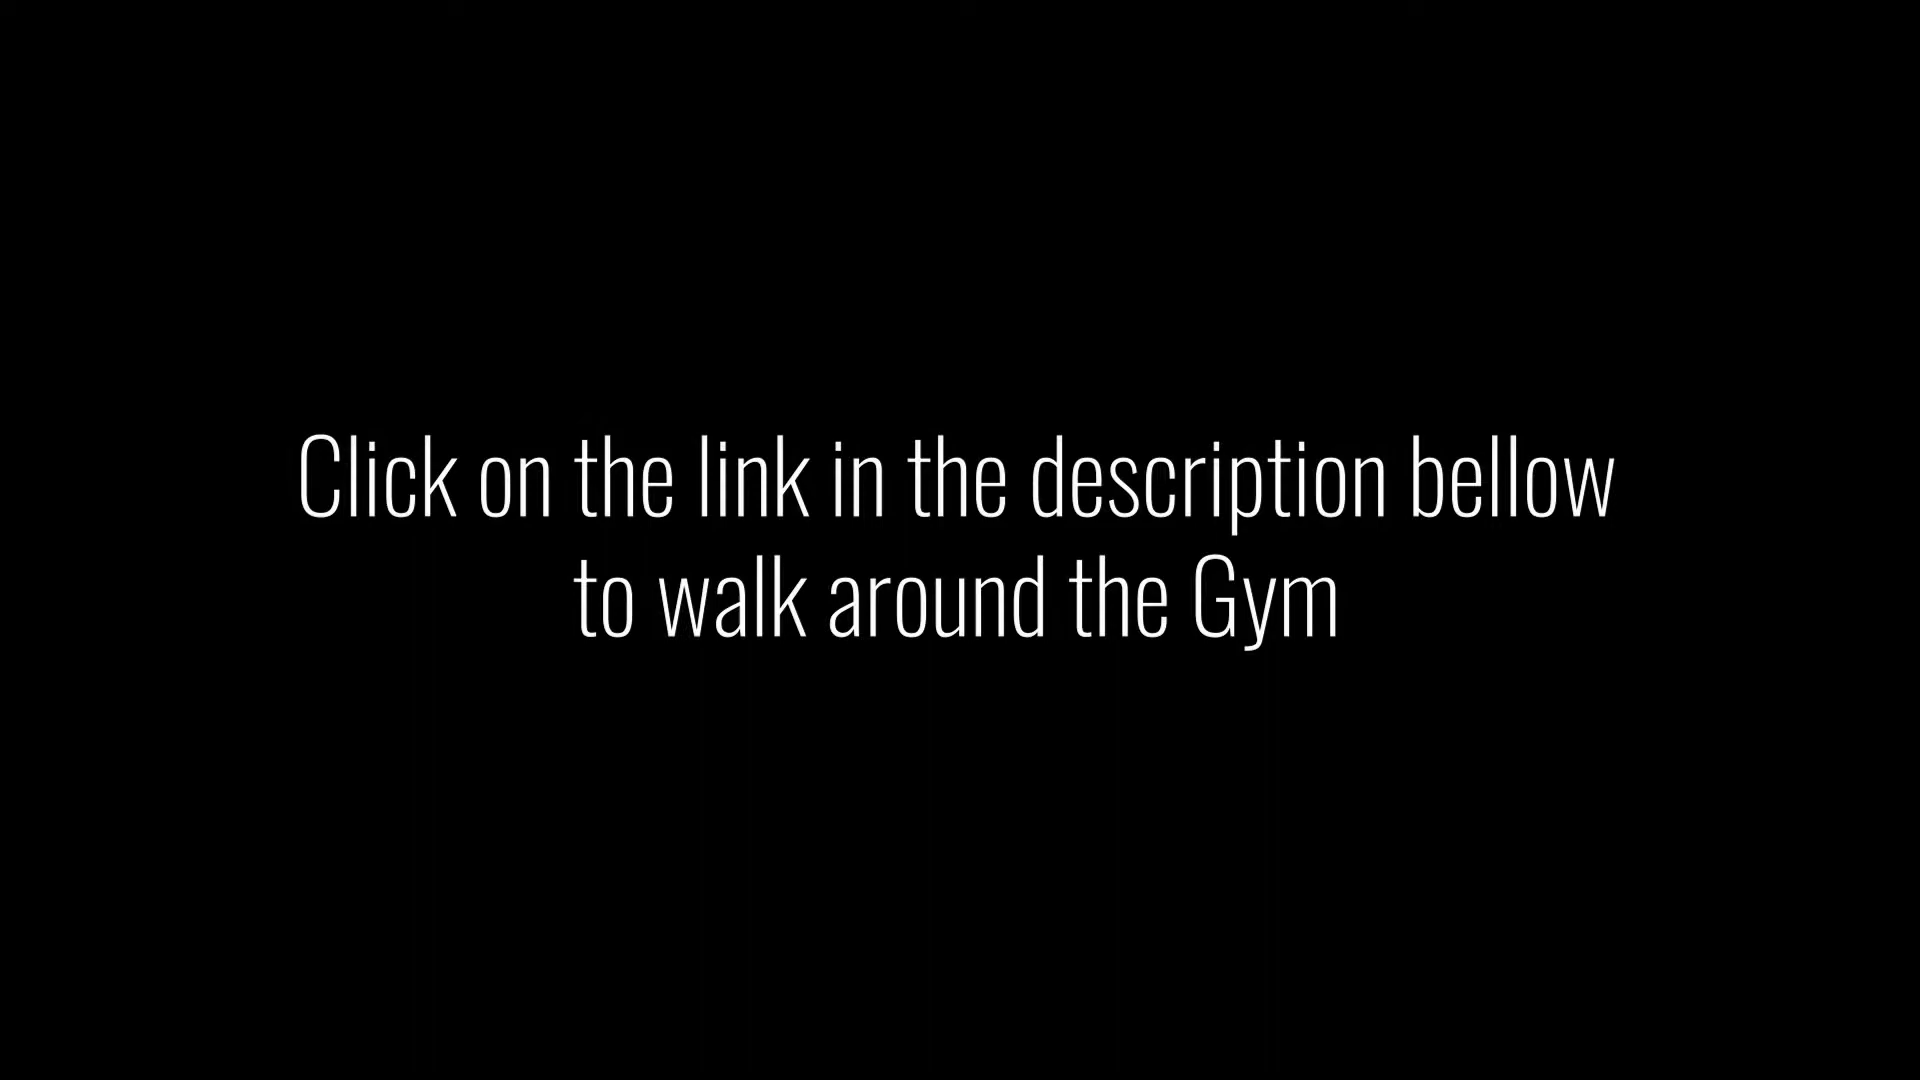 Click on the link in the description bellow
to walk around the Gym